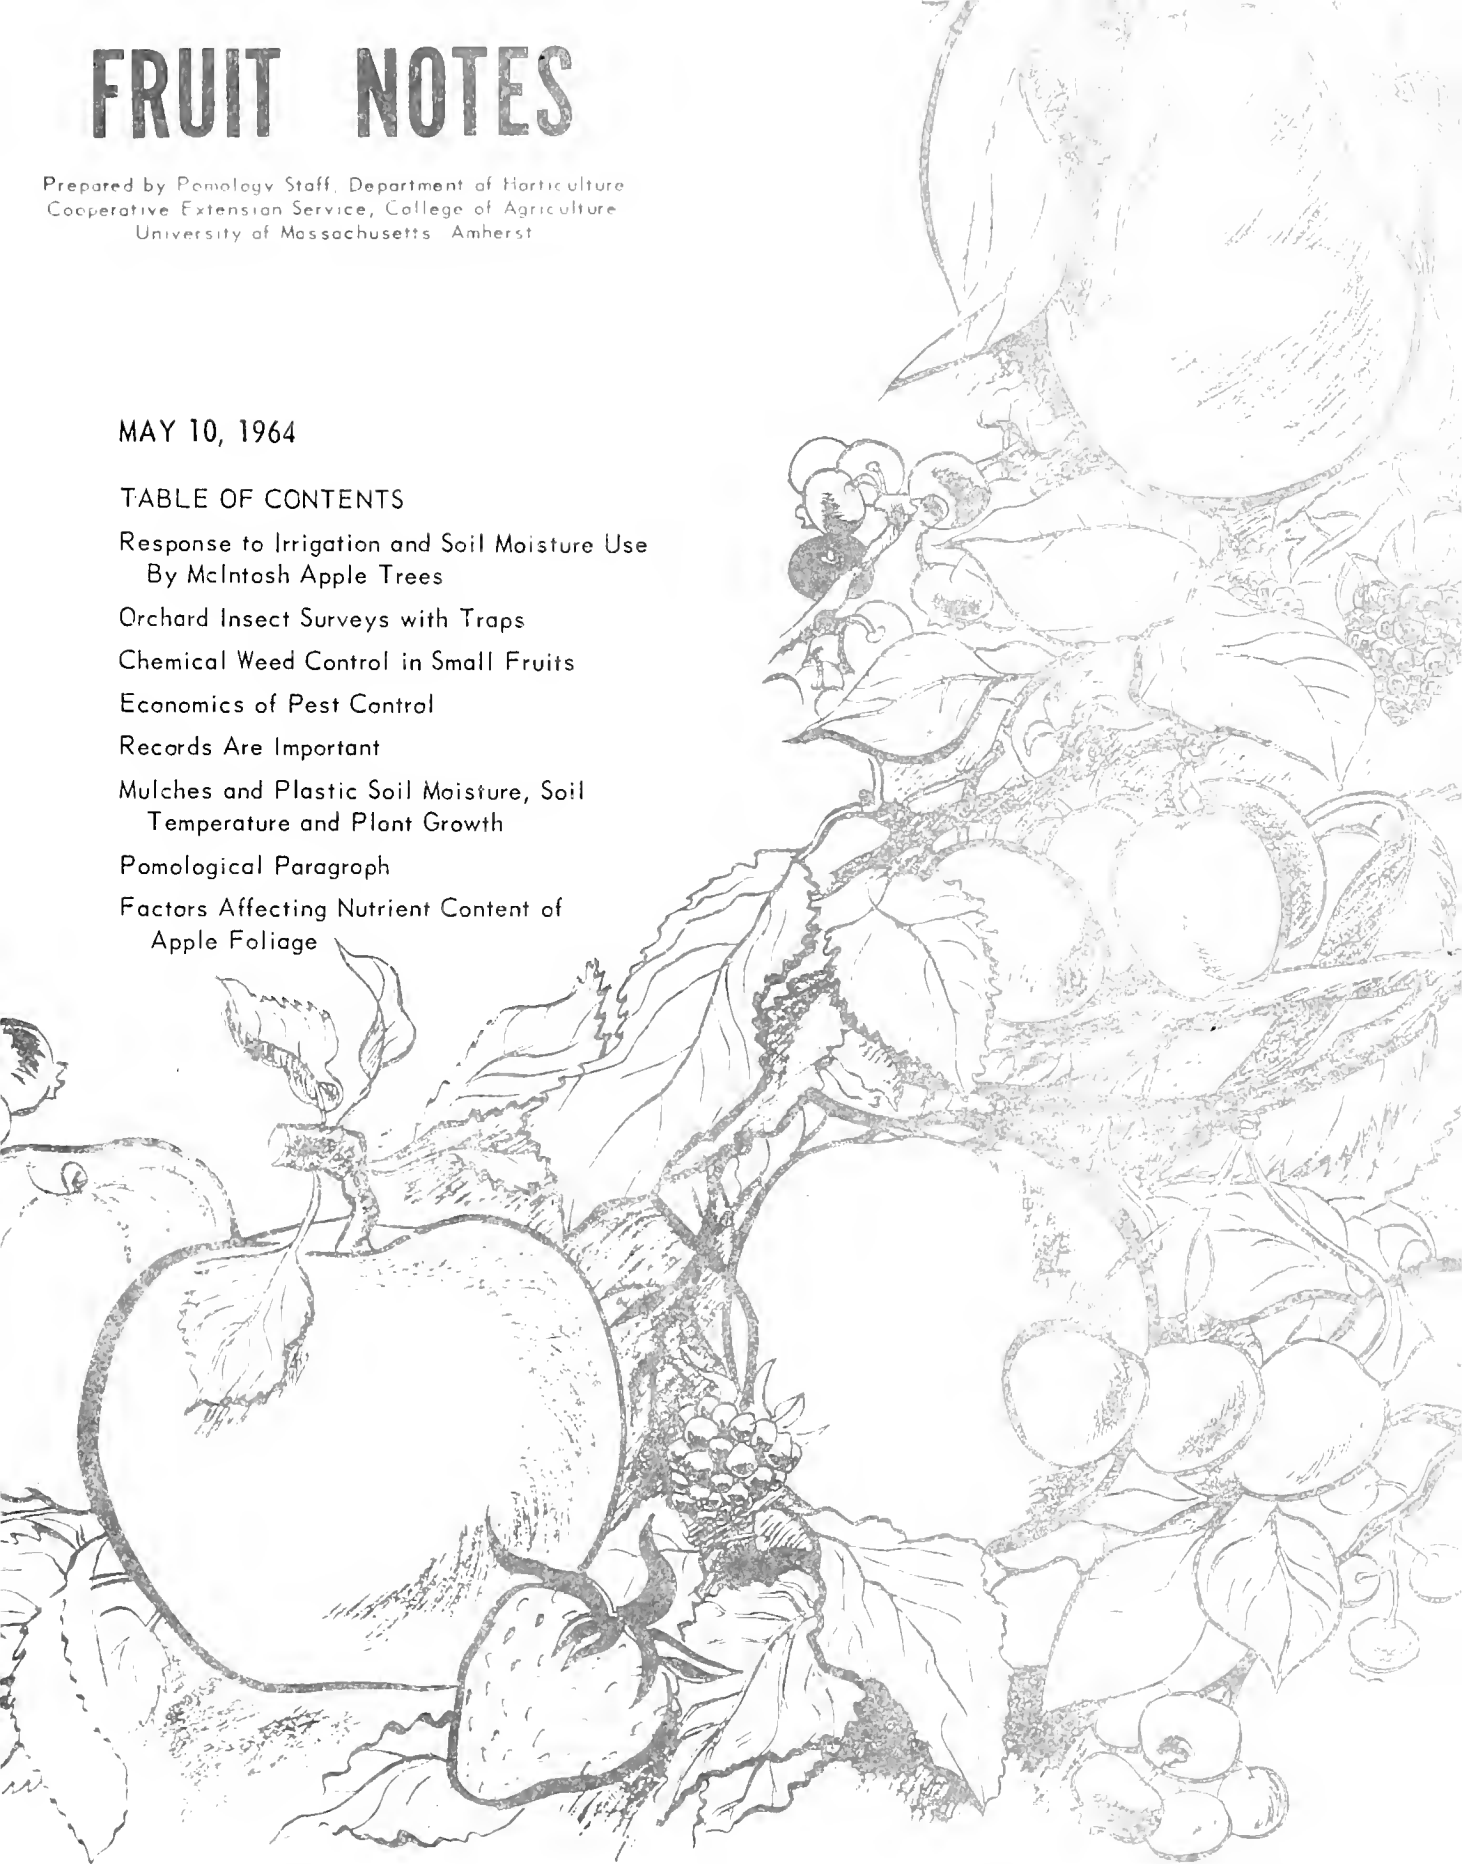 FRUIT NOTES
Prepared by Pomology Staff, Department of Horticulture
Cooperative Extension Service, College of Agriculture
University of Massachusetts Amherst
MAY 10, 1964
TABLE OF CONTENTS
Response to Irrigation and Soil Moisture Use
By McIntosh Apple Trees
Orchard Insect Surveys with Traps
Chemical Weed Control in Small Fruits
Economics of Pest Control
Records Are Important
Mulches and Plastic Soil Moisture, Soil
Temperature and Plant Growth
Pomological Paragraph
Factors Affecting Nutrient Content of
Apple Foliage